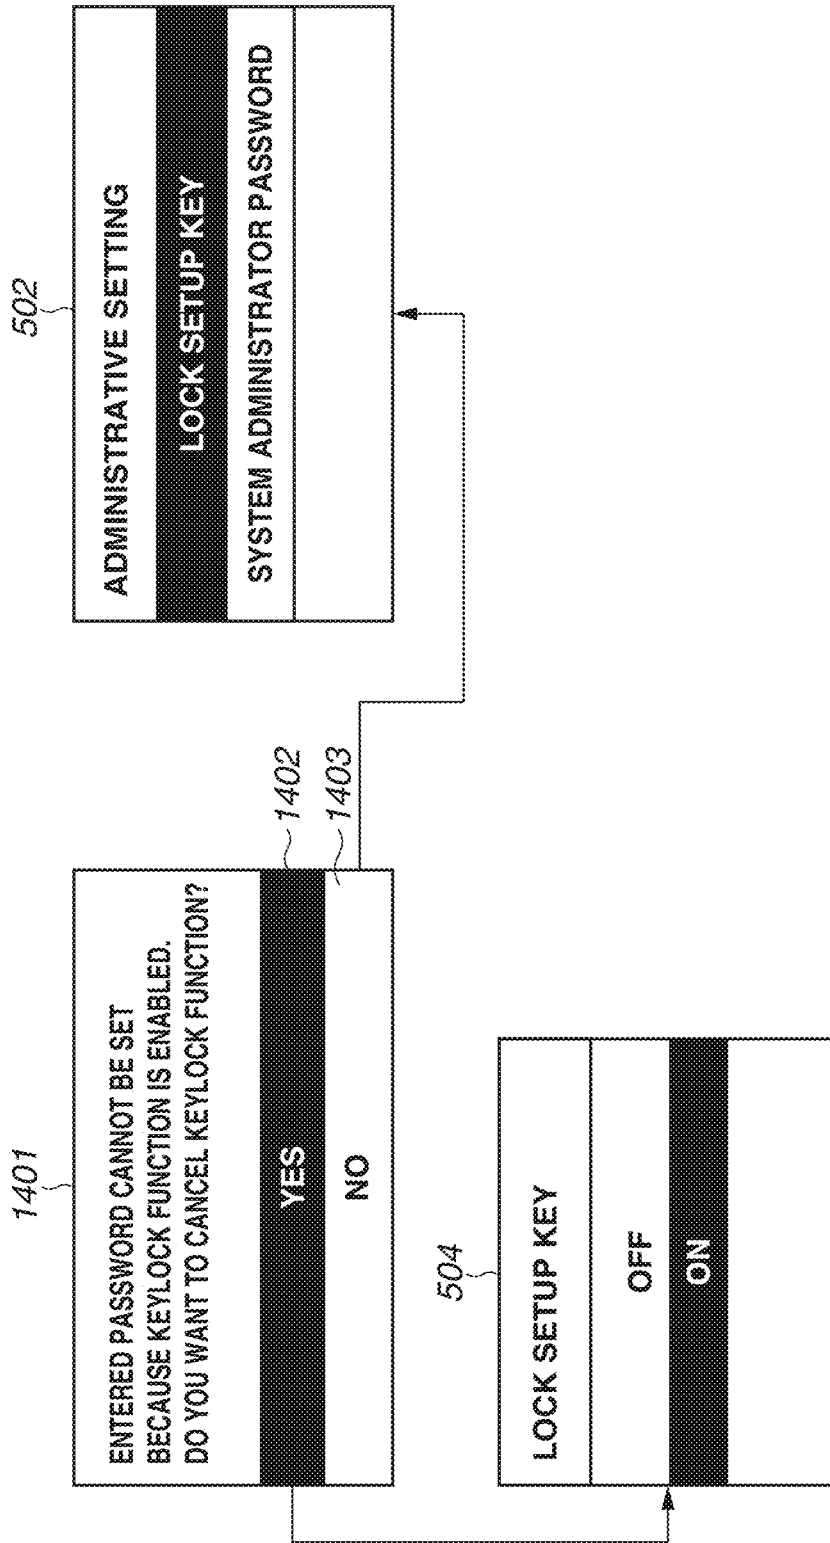 1401
ENTERED PASSWORD CANNOT BE SET
BECAUSE KEYLOCK FUNCTION IS ENABLED.
DO YOU WANT TO CANCEL KEYLOCK FUNCTION?
YES
1402
NO
1403
502
ADMINISTRATIVE SETTING
LOCK SETUP KEY
SYSTEM ADMINISTRATOR PASSWORD
504
LOCK SETUP KEY
OFF
ON